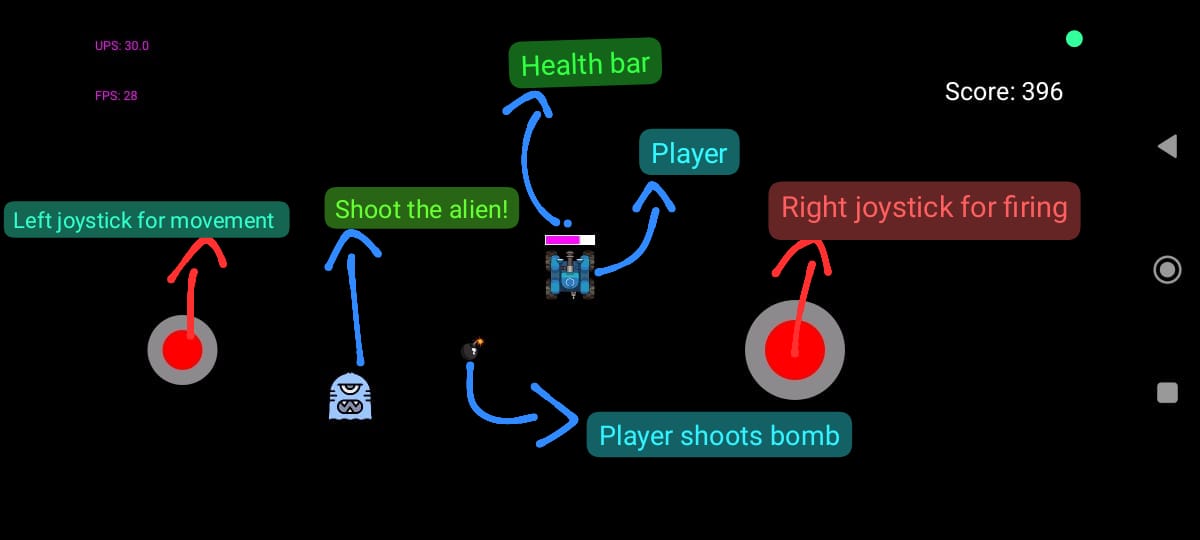 UPS: 30.0
FPS: 28
Health bar
Score: 396
Player
Left joystick for movement
Shoot the alien!
Right joystick for firing
Player shoots bomb